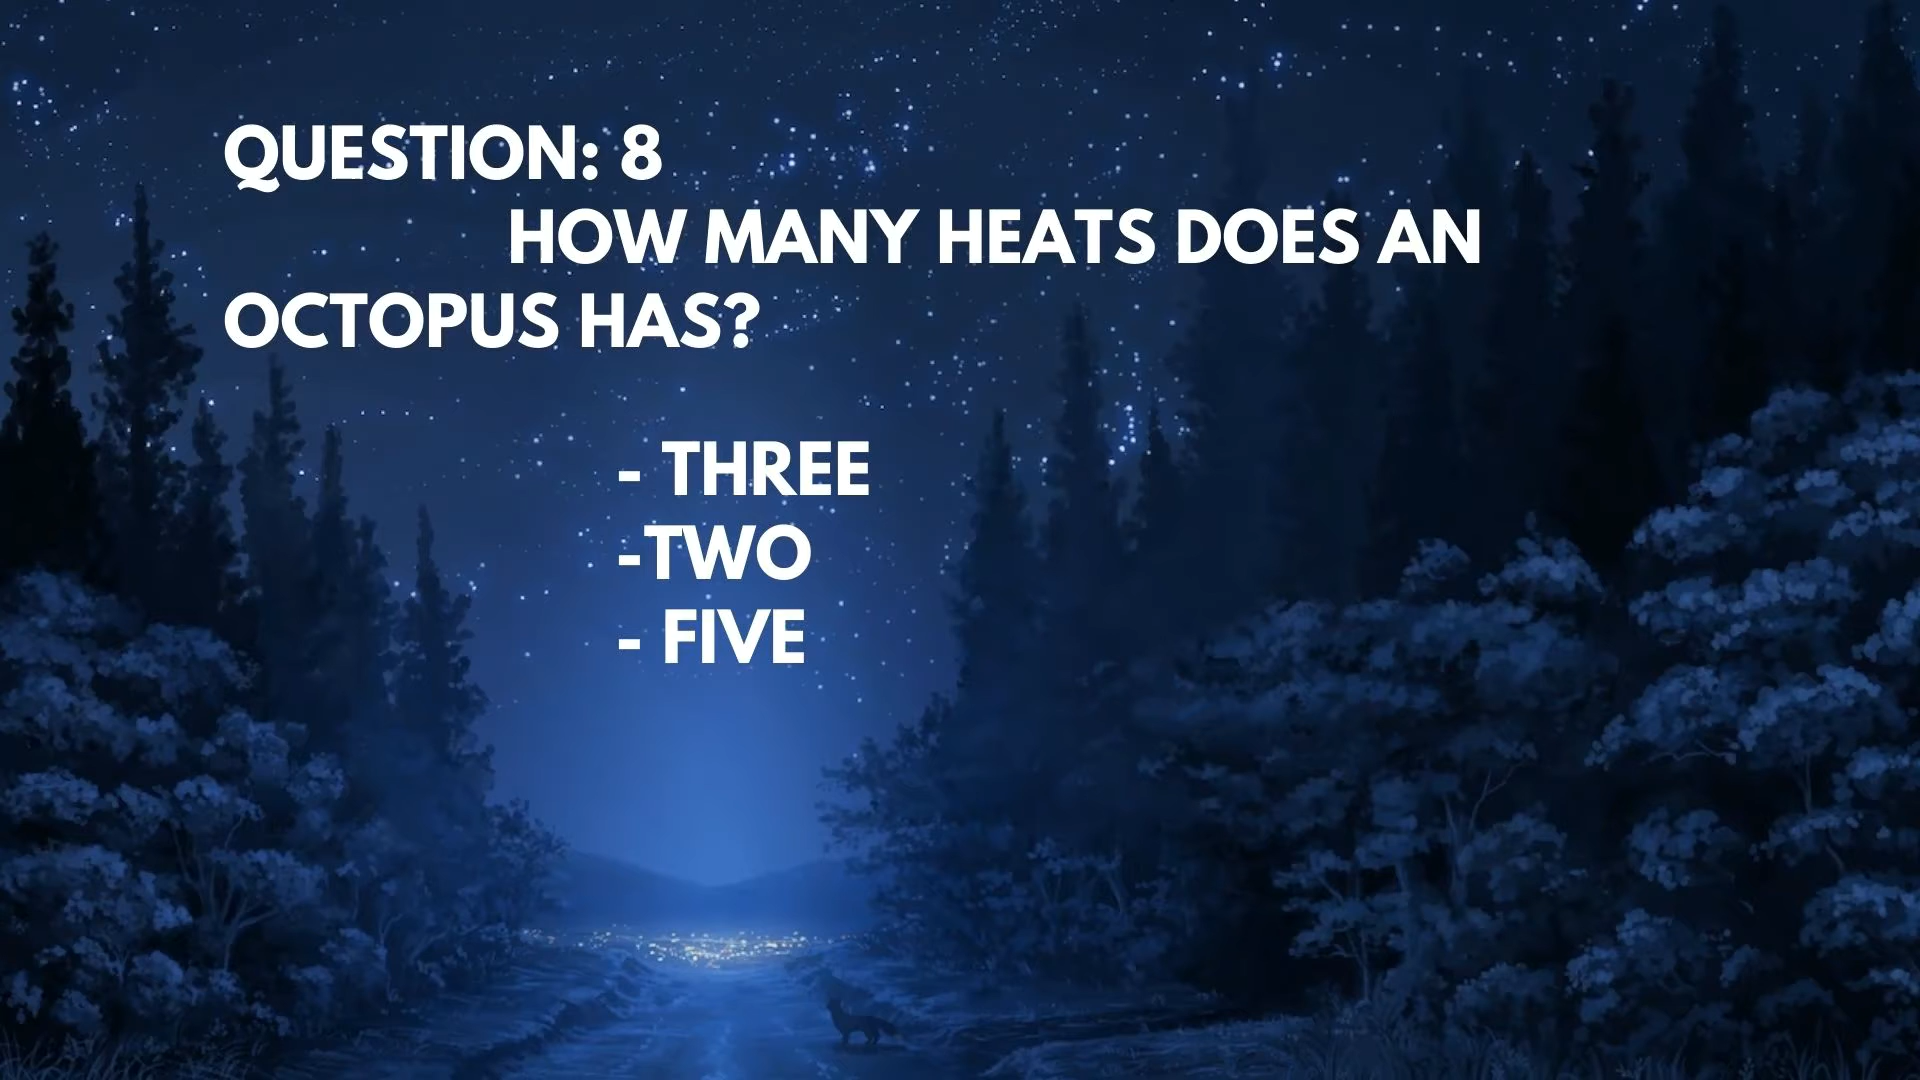 QUESTION: 8
HOW MANY HEATS DOES AN
OCTOPUS HAS?
- THREE
-TWO
- FIVE